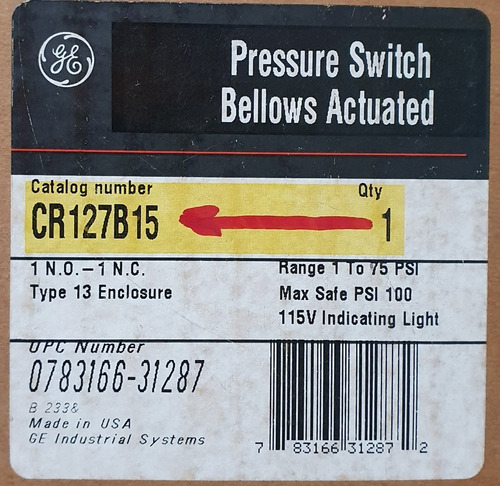 GE
Pressure Switch
Bellows Actuated
Catalog number Qty
CR127B15 1
1 N.O.-1 N.C. Range 1 To 75 PSI
Type 13 Enclosure Max Safe PSI 100
115V Indicating Light
UPC Number
0783166-31287
B 2338
Made in USA
GE Industrial Systems
7 83166 31287 2